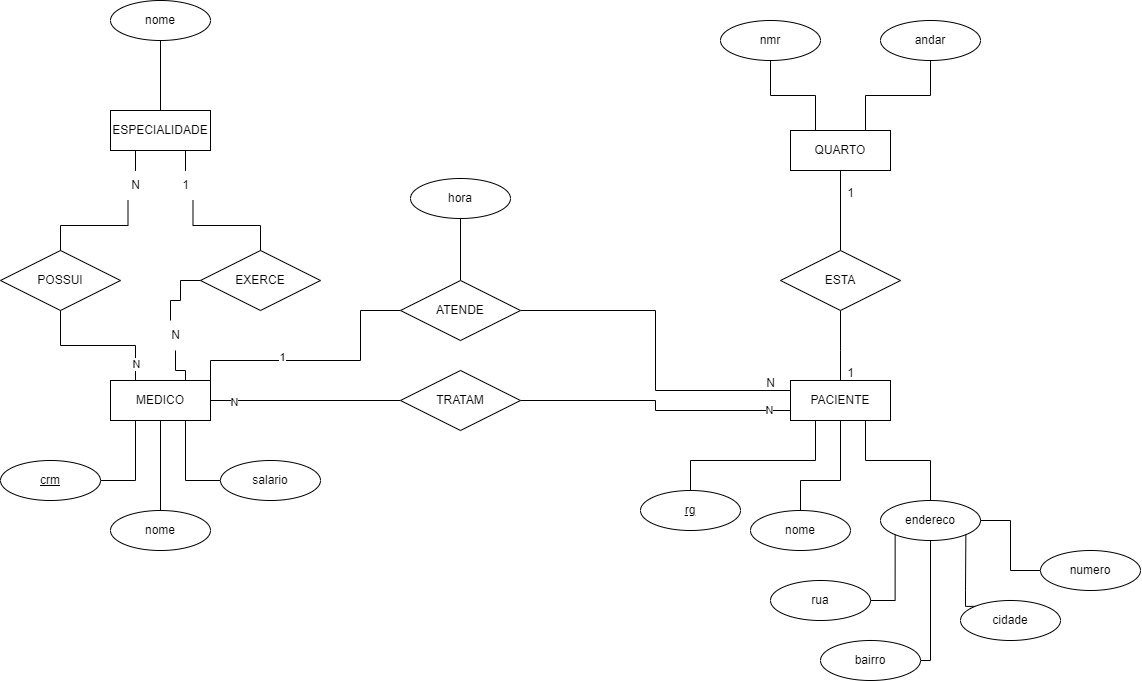 nome
nmr
andar
ESPECIALIDADE
QUARTO
N
1
1
hora
POSSUI
EXERCE
ESTA
ATENDE
N
1
N
1
N
MEDICO
N
TRATAM
N
PACIENTE
crm
salario
nome
rg
nome
endereco
numero
rua
cidade
bairro